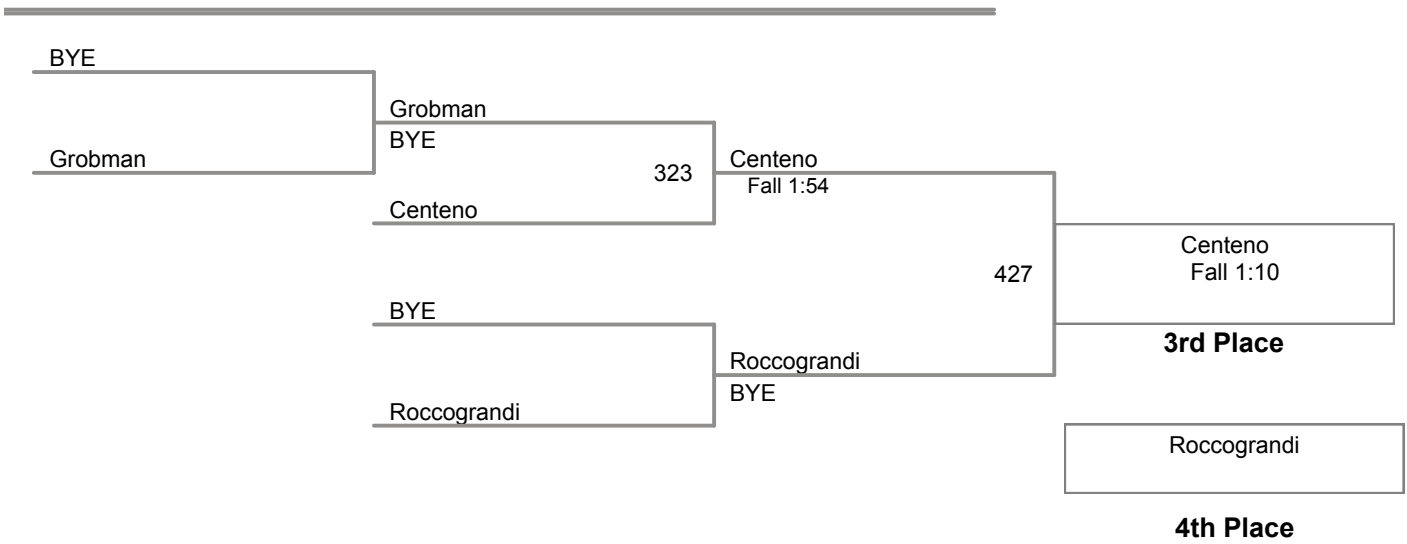 BYE
Grobman
Grobman
BYE
323
Centeno
Fall 1:54
Centeno
Centeno
Fall 1:10
427
BYE
3rd Place
Roccograndi
BYE
Roccograndi
Roccograndi
4th Place